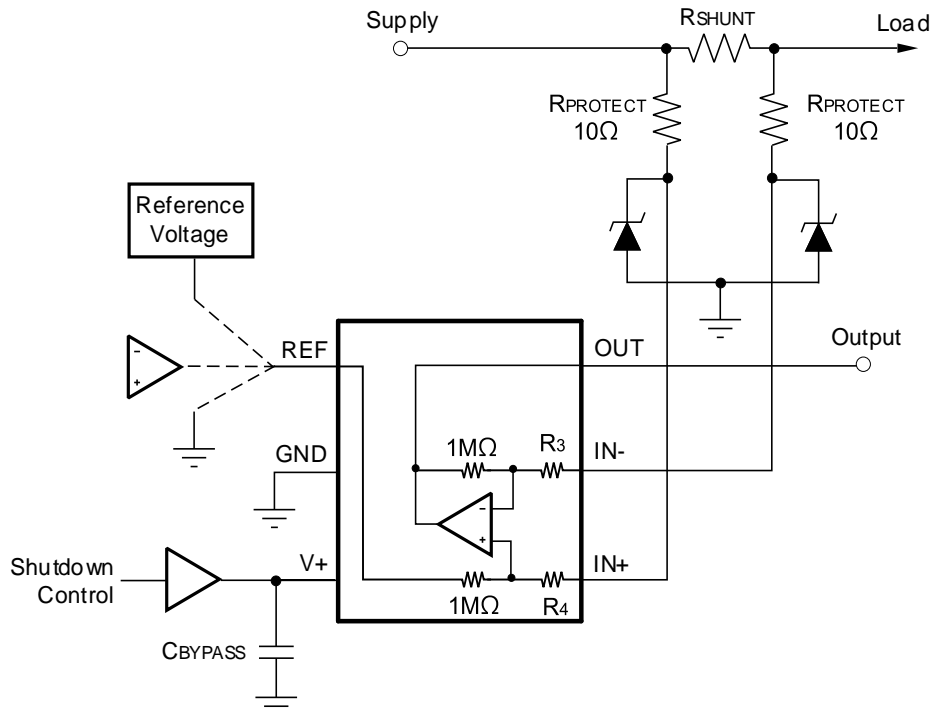 Supply
RSHUNT
Load
RPROTECT
10Ω
RPROTECT
10Ω
Reference
Voltage
REF
OUT
Output
-
+
1MΩ
R3
IN-
GND
-
+
V+
1MΩ
R4
IN+
Shutdown
Control
CBYPASS